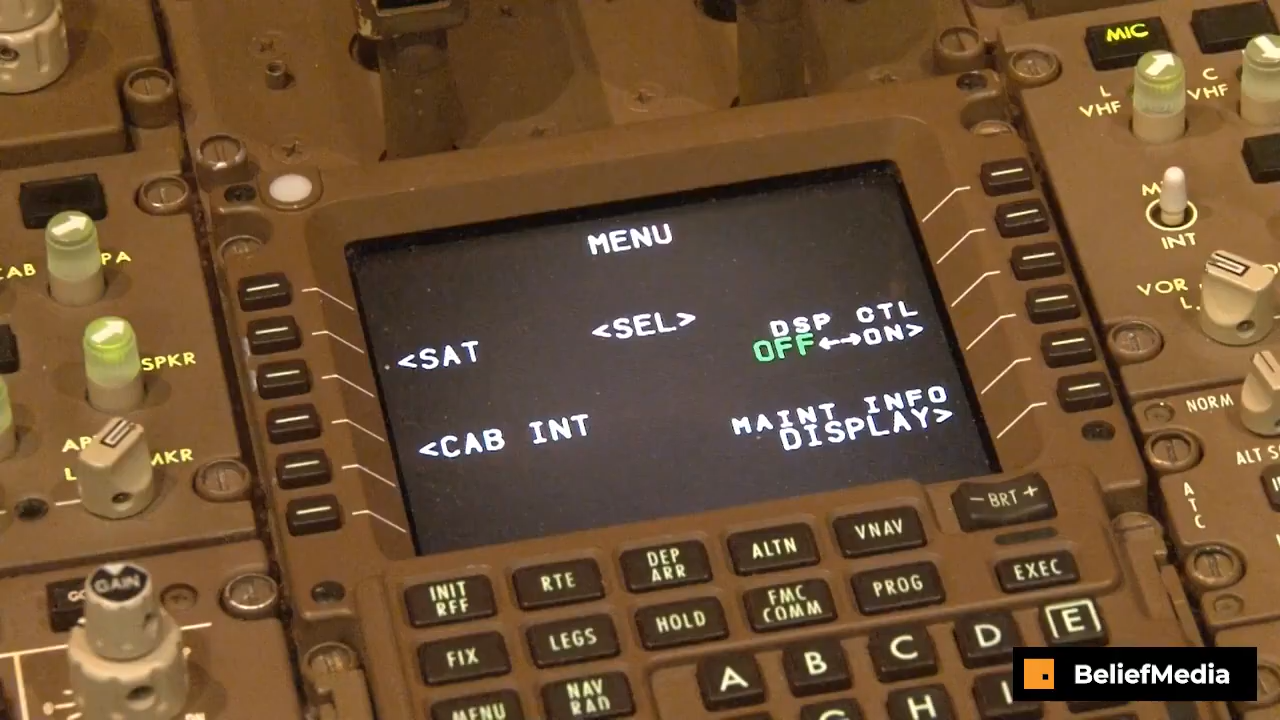 MIC
L
VHF
C
VHF
CAB
PA
INT
MENU
<SEL>
DSP CTL
OFF←→ON>
<SAT
VOR
L
SPKR
MAINT INFO
DISPLAY>
<CAB INT
NORM
MKR
ALT
ATC
- BRT +
INIT
REF
RTE
DEP
ARR
ALTN
VNAV
FIX
LEGS
HOLD
FMC
COMM
PROG
EXEC
MENU
NAV
RAD
A
B
C
D
E
H
I
GAIN
BeliefMedia